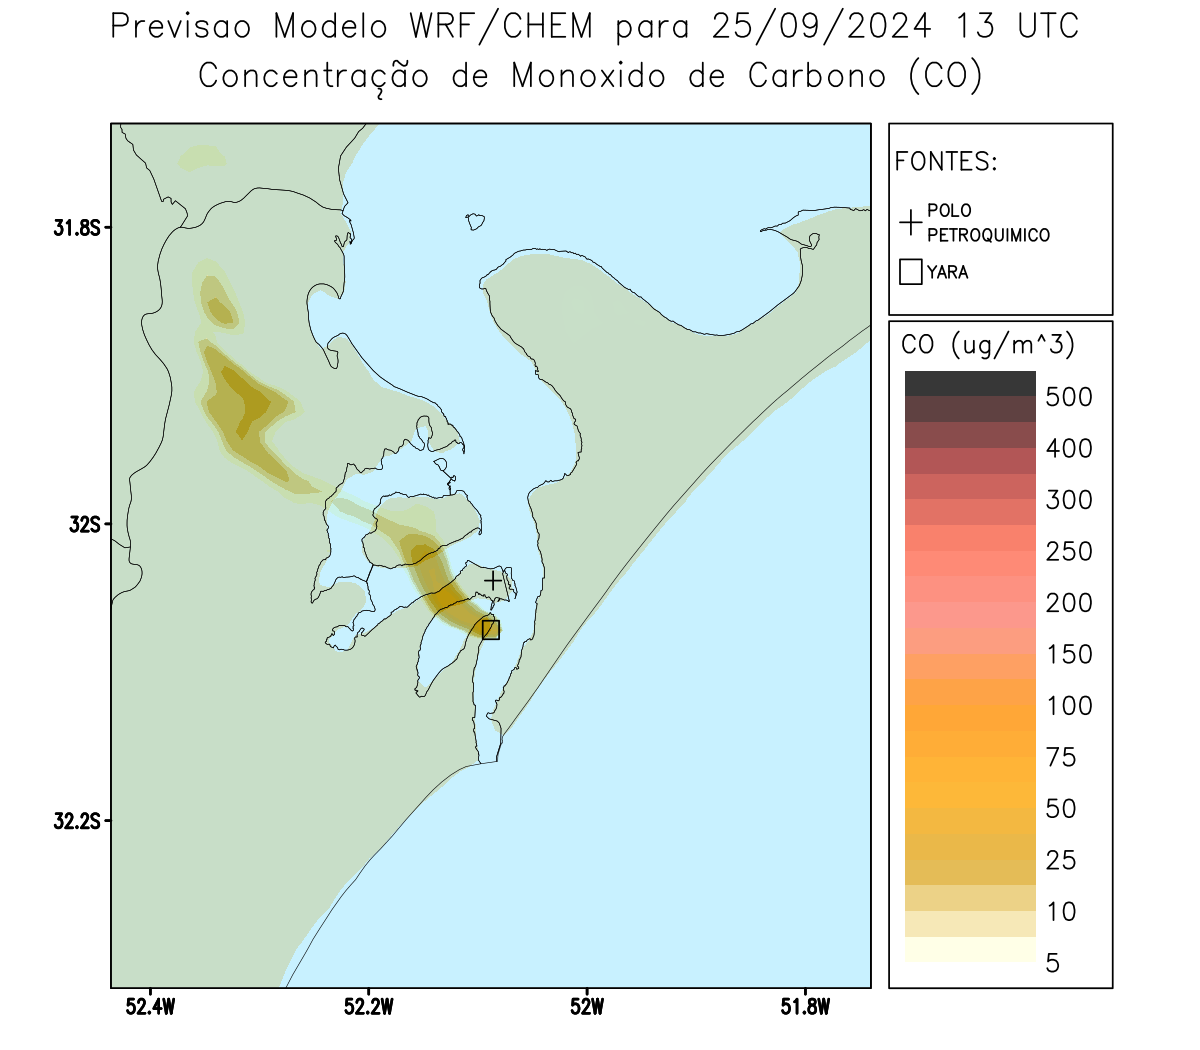 Previsao Modelo WRF/CHEM para 25/09/2024 13 UTC
Concentração de Monoxido de Carbono (CO)
FONTES:
POLO
PETROQUIMICO
YARA
CO (ug/m^3)
500
400
300
250
200
150
100
75
50
25
10
5
31.8S
32S
32.2S
52.4W
52.2W
52W
51.8W